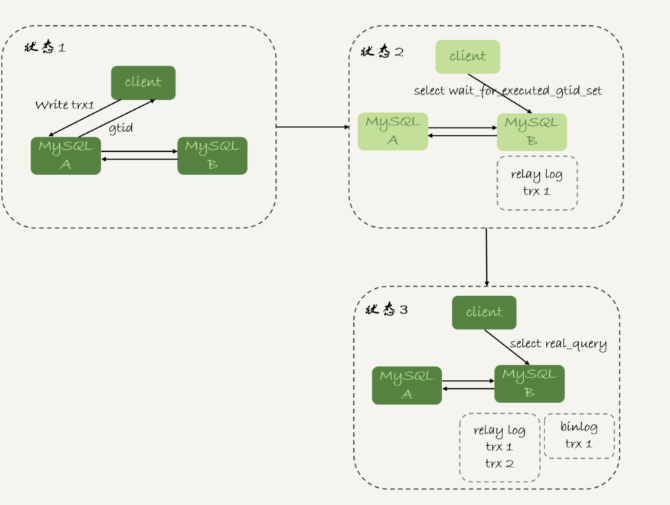 状态1
client
Write trx1
gtid
MySQL
A
MySQL
B
状态2
client
select wait_for_executed_gtid_set
MySQL
A
MySQL
B
relay log
trx 1
状态3
client
select real_query
MySQL
A
MySQL
B
relay log
trx 1
trx 2
binlog
trx 1